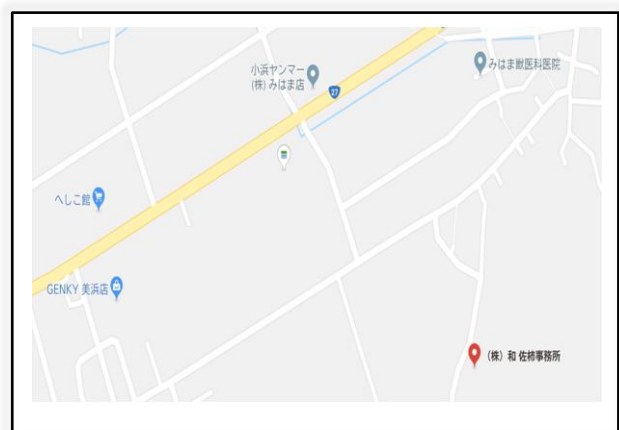 小浜ヤンマー
(株) みはま店
みはま獣医科医院
27
へしこ館
GENKY 美浜店
(株) 和 佐柿事務所